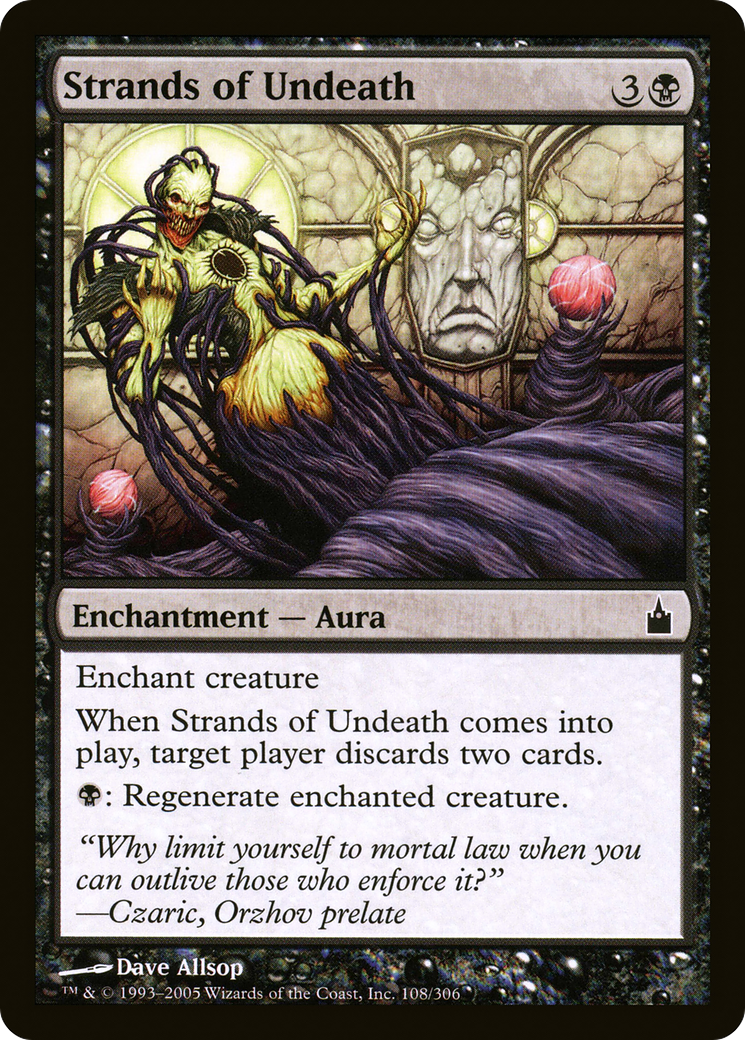 Strands of Undeath
3
Enchantment — Aura
Enchant creature
When Strands of Undeath comes into
play, target player discards two cards.
: Regenerate enchanted creature.
“Why limit yourself to mortal law when you
can outlive those who enforce it?”
—Czaric, Orzhov prelate
Dave Allsop
™ & © 1993–2005 Wizards of the Coast, Inc. 108/306